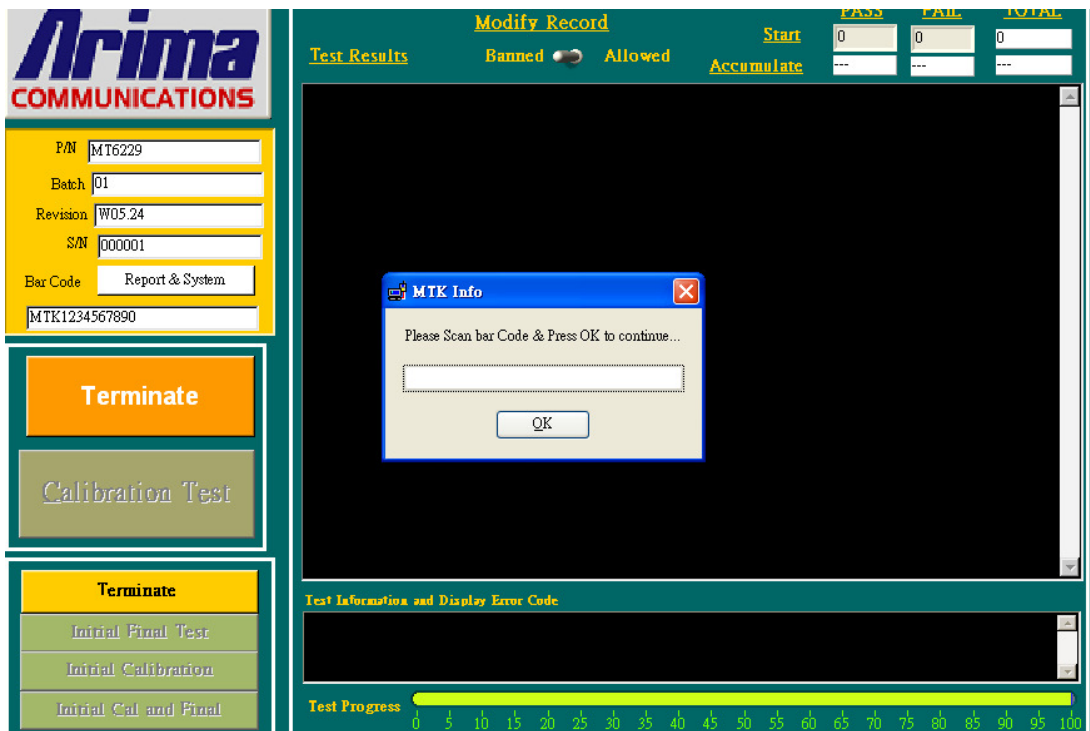 Arima
COMMUNICATIONS
P/N MT6229
Batch 01
Revision W05.24
S/N 000001
Bar Code Report & System
MTK1234567890
Terminate
Calibration Test
Terminate
Initial Final Test
Initial Calibration
Initial Cal and Final
Modify Record
Test Results Banned Allowed
PASS FAIL TOTAL
Start 0 0 0
Accumulate --- --- ---
MTK Info
Please Scan bar Code & Press OK to continue...
OK
Test Information and Display Error Code
Test Progress
0 5 10 15 20 25 30 35 40 45 50 55 60 65 70 75 80 85 90 95 100